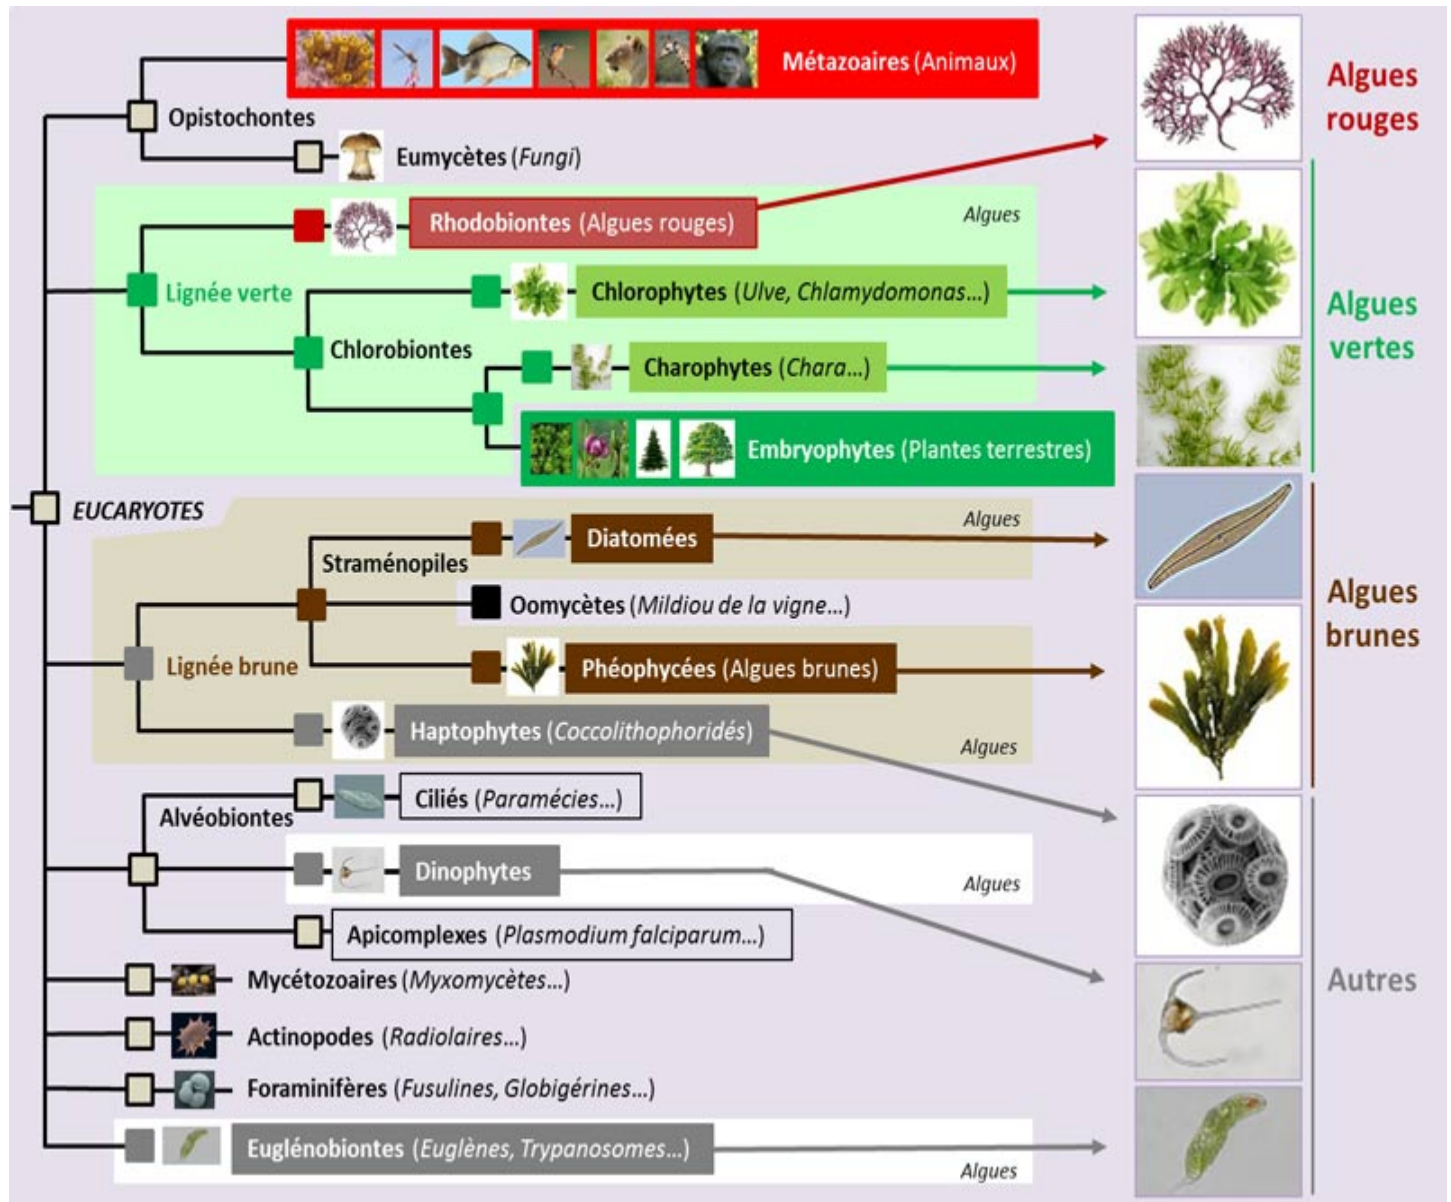 Métazoaires (Animaux)
Opistochontes
Eumycètes (Fungi)
Rhodobiontes (Algues rouges)
Algues
Lignée verte
Chlorophytes (Ulve, Chlamydomonas...)
Chlorobiontes
Charophytes (Chara...)
Embryophytes (Plantes terrestres)
EUCARYOTES
Algues
Diatomées
Straménopiles
Oomycètes (Mildiou de la vigne...)
Lignée brune
Phéophycées (Algues brunes)
Haptophytes (Coccolithophoridés)
Algues
Ciliés (Paramécies...)
Alvéobiontes
Dinophytes
Algues
Apicomplexes (Plasmodium falciparum...)
Mycétozoaires (Myxomycètes...)
Actinopodes (Radiolaires...)
Foraminifères (Fusulines, Globigérines...)
Euglénobiontes (Euglènes, Trypanosomes...)
Algues
Algues
rouges
Algues
vertes
Algues
brunes
Autres